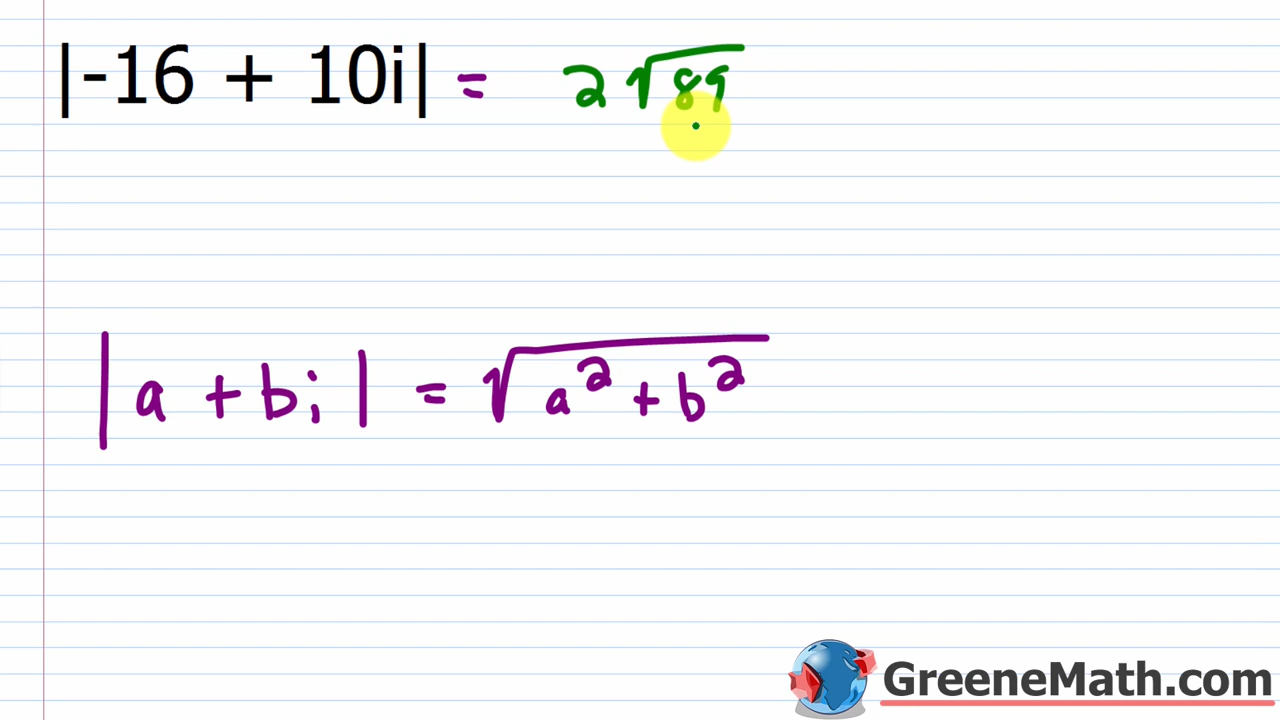 |-16 + 10i| = 2√89
|a + bi| = √a² + b²
GreeneMath.com